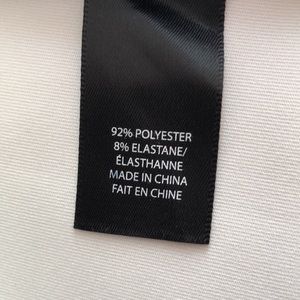 92% POLYESTER
8% ELASTANE/
ÉLASTHANNE
MADE IN CHINA
FAIT EN CHINE